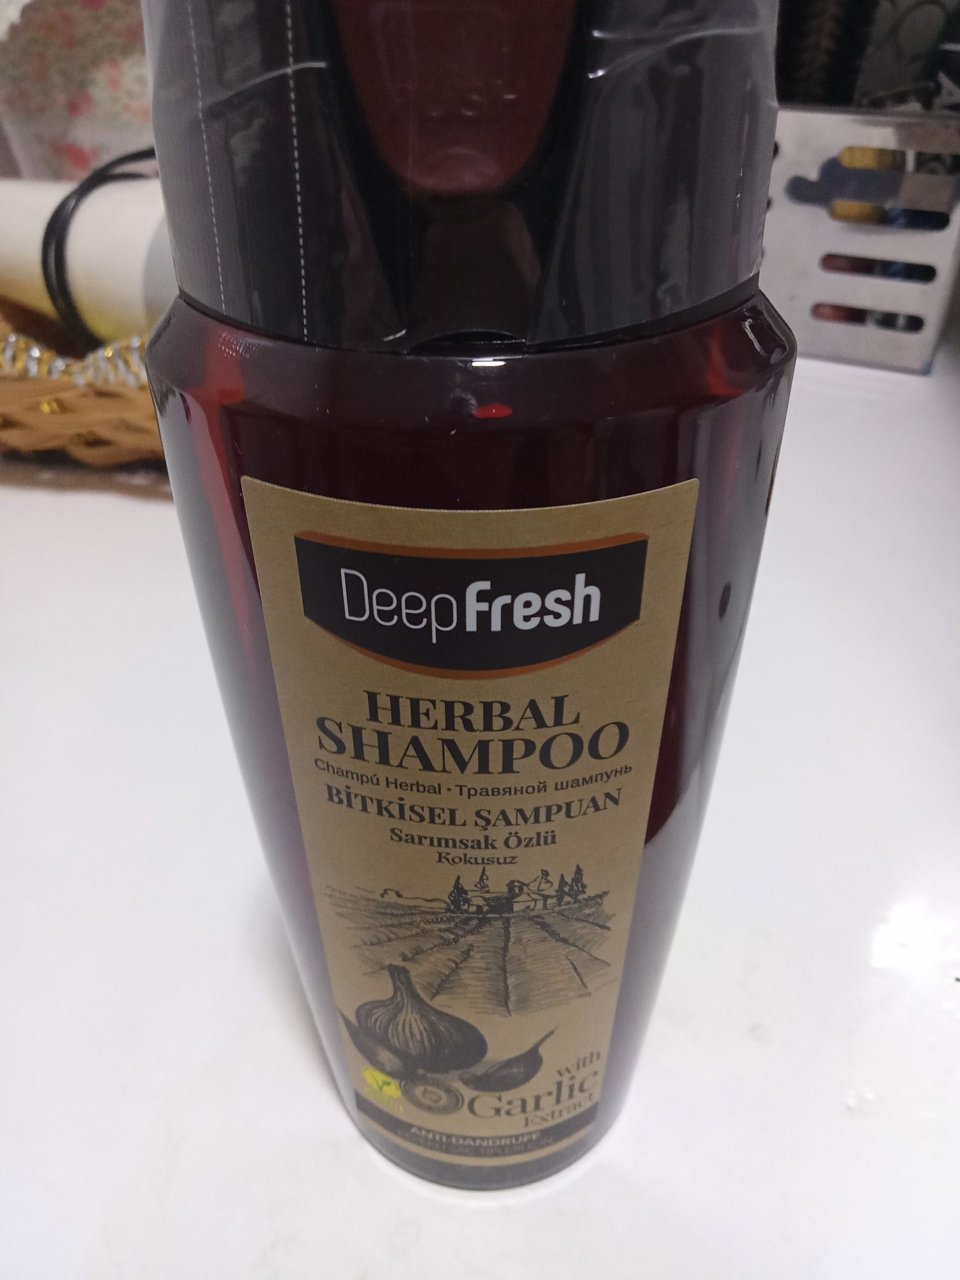 DeepFresh
HERBAL
SHAMPOO
Champú Herbal • Травяной шампунь
BİTKİSEL ŞAMPUAN
Sarımsak Özlü
Kokusuz
with
Garlic
Extract
ANTI-DANDRUFF